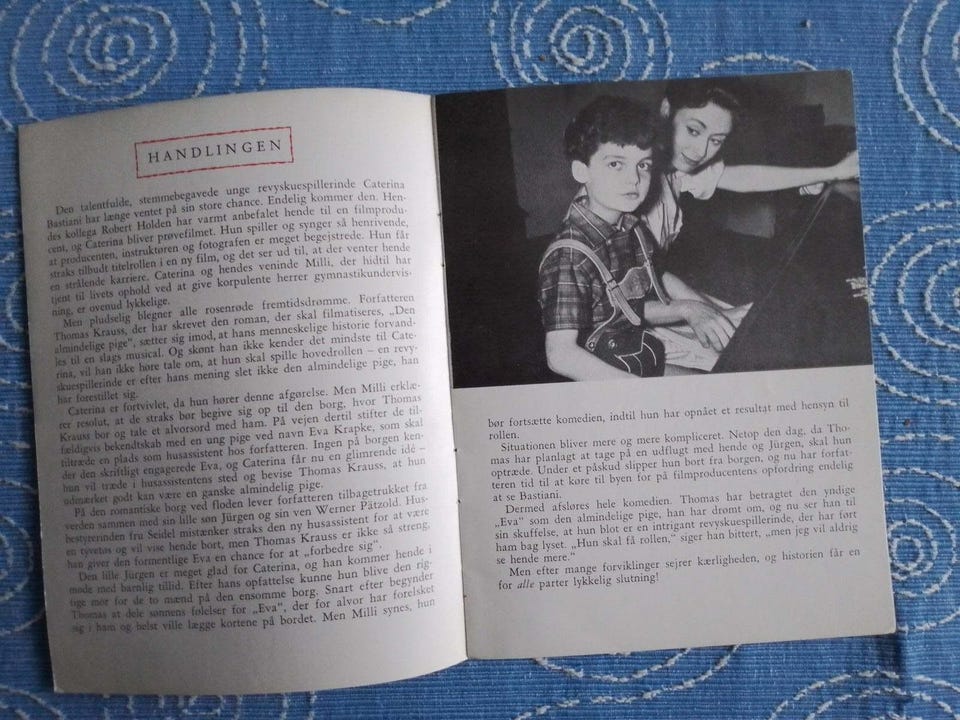 HANDLINGEN
Den talentfulde, stemmebegavede unge revyskuespillerinde Caterina
Bastiani har længe ventet på sin store chance. Endelig kommer den. Hen-
des kollega Robert Holden har varmt anbefalet hende til en filmprodu-
cent, og Caterina bliver prøvefilmet. Hun spiller og synger så henrivende,
at producenten, instruktøren og fotografen er meget begejstrede. Hun får
straks tilbudt titelrollen i en ny film, og det ser ud til, at der venter hende
en strålende karriere. Caterina og hendes veninde Milli, der hidtil har
tjent til livets ophold ved at give korpulente herrer gymnastikundervis-
ning, er ovenud lykkelige.
Men pludselig blegner alle rosenrøde fremtidsdrømme. Forfatteren
Thomas Krauss, der har skrevet den roman, der skal filmatiseres, „Den
almindelige pige“, sætter sig imod, at hans menneskelige historie forvand-
les til en slags musical. Og skønt han ikke kender det mindste til Cate-
rina, vil han ikke høre tale om, at hun skal spille hovedrollen – en revy-
skuespillerinde er efter hans mening slet ikke den almindelige pige, han
har forestillet sig.
Caterina er fortvivlet, da hun hører denne afgørelse. Men Milli erklæ-
rer resolut, at de straks bør begive sig op til den borg, hvor Thomas
Krauss bor og tale et alvorsord med ham. På vejen dertil stifter de til-
fældigvis bekendtskab med en ung pige ved navn Eva Krapke, som skal
tiltræde en plads som husassistent hos forfatteren. Ingen på borgen ken-
der den skriftligt engagerede Eva, og Caterina får nu en glimrende idé –
hun vil træde i husassistentens sted og bevise Thomas Krauss, at hun
udmærket godt kan være en ganske almindelig pige.
På den romantiske borg ved floden lever forfatteren tilbagetrukket fra
verden sammen med sin lille søn Jürgen og sin ven Werner Pätzold. Hus-
bestyrerinden fru Seidel mistænker straks den ny husassistent for at være
en tyvetøs og vil vise hende bort, men Thomas Krauss er ikke så streng,
han giver den formentlige Eva en chance for at „forbedre sig“.
Den lille Jürgen er meget glad for Caterina, og han kommer hende i
møde med barnlig tillid. Efter hans opfattelse kunne hun blive den rig-
tige mor for de to mænd på den ensomme borg. Snart efter begynder
Thomas at dele sønnens følelser for „Eva“, der for alvor har forelsket
sig i ham og helst ville lægge kortene på bordet. Men Milli synes, hun
bør fortsætte komedien, indtil hun har opnået et resultat med hensyn til
rollen.
Situationen bliver mere og mere kompliceret. Netop den dag, da Tho-
mas har planlagt at tage på en udflugt med hende og Jürgen, skal hun
optræde. Under et påskud slipper hun bort fra borgen, og nu har forfat-
teren tid til at køre til byen for på filmproducentens opfordring endelig
at se Bastiani.
Dermed afsløres hele komedien. Thomas har betragtet den yndige
„Eva“ som den almindelige pige, han har drømt om, og nu ser han til
sin skuffelse, at hun blot er en intrigant revyskuespillerinde, der har ført
ham bag lyset. „Hun skal få rollen,“ siger han bittert, „men jeg vil aldrig
se hende mere.“
Men efter mange forviklinger sejrer kærligheden, og historien får en
for alle parter lykkelig slutning!